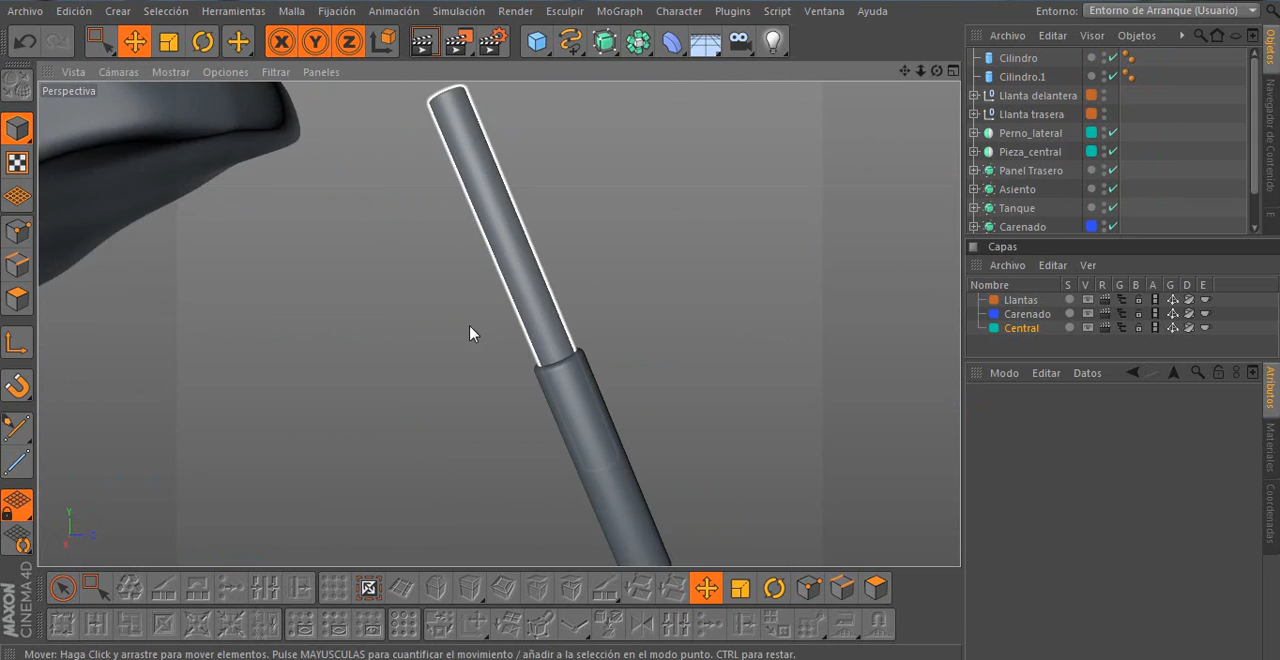 Archivo Edición Crear Selección Herramientas Malla Fijación Animación Simulación Render Esculpir MoGraph Character Plugins Script Ventana Ayuda Entorno: Entorno de Arranque (Usuario)
X Y Z
Archivo Editar Visor Objetos
Vista Cámaras Mostrar Opciones Filtrar Paneles
Perspectiva
Cilindro
Cilindro.1
Llanta delantera
Llanta trasera
Perno_lateral
Pieza_central
Panel Trasero
Asiento
Tanque
Carenado
Capas
Archivo Editar Ver
Nombre S V R G B A G D E
Llantas
Carenado
Central
Modo Editar Datos
Objetos
Navegador de Contenido
E
Atributos
Materiales
Coordenadas
Y
Z
X
MAXON
CINEMA4D
Mover: Haga Click y arrastre para mover elementos. Pulse MAYUSCULAS para cuantificar el movimiento / añadir a la selección en el modo punto. CTRL para restar.